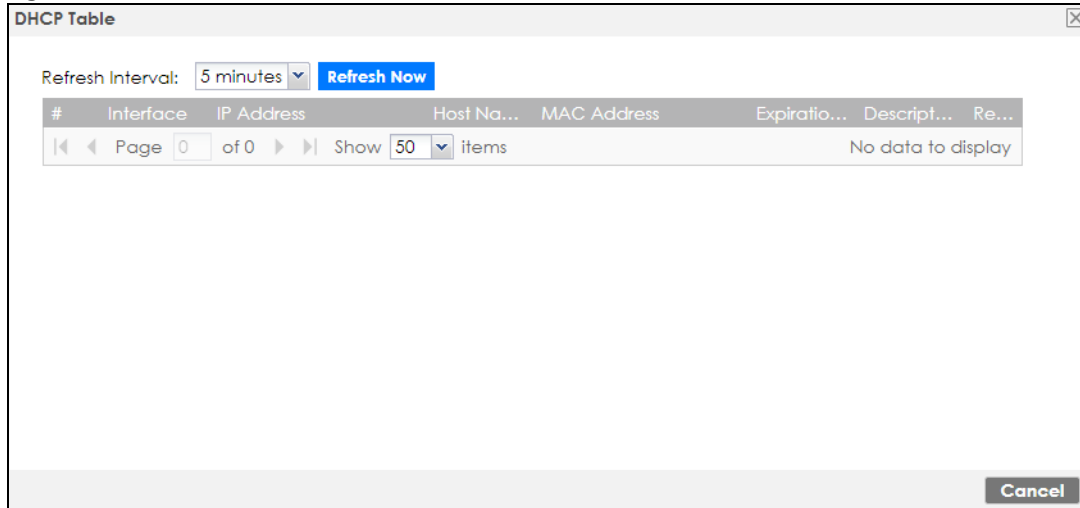 DHCP Table
Refresh Interval: 5 minutes Refresh Now
# Interface IP Address Host Na... MAC Address Expiratio... Descript... Re...
Page 0 of 0 Show 50 items No data to display
Cancel